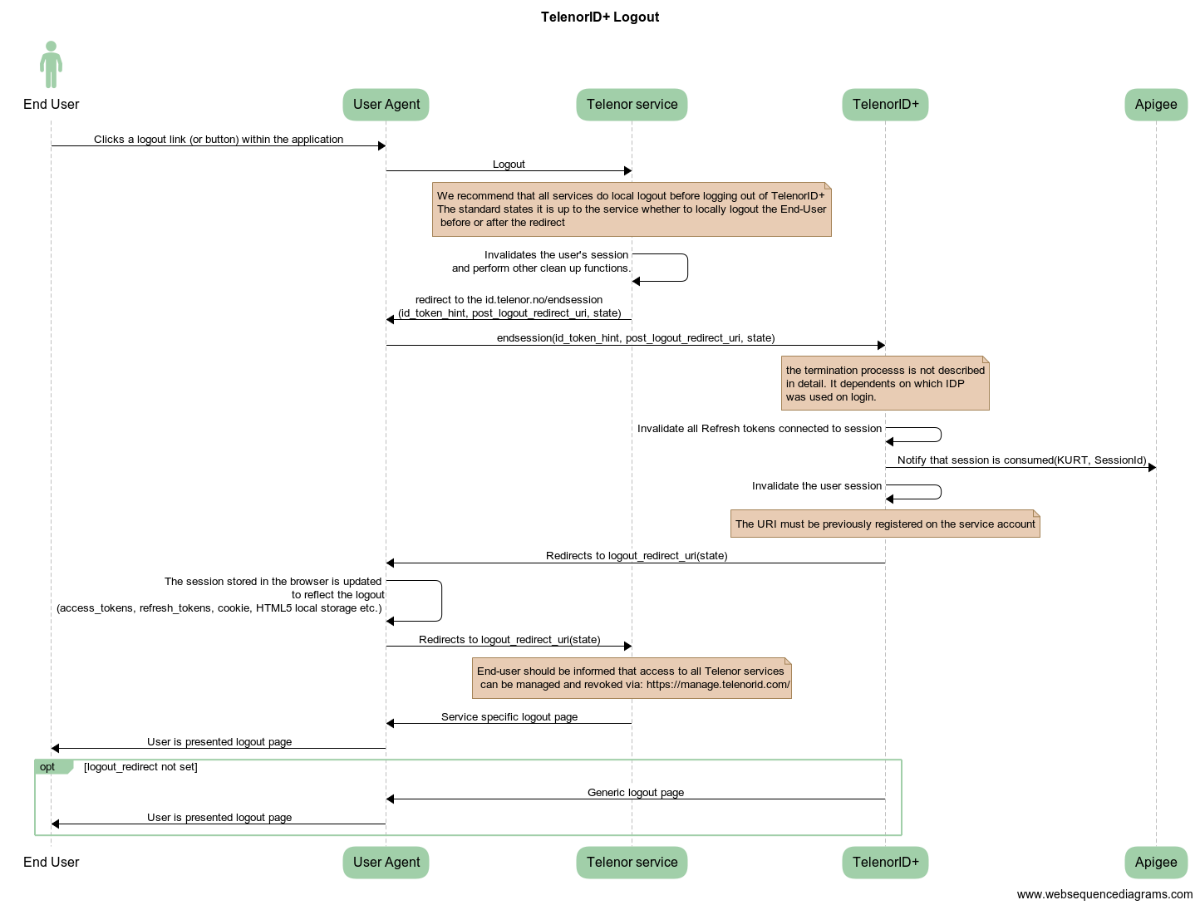 TelenorID+ Logout
End User
User Agent
Telenor service
TelenorID+
Apigee
Clicks a logout link (or button) within the application
Logout
We recommend that all services do local logout before logging out of TelenorID+
The standard states it is up to the service whether to locally logout the End-User
before or after the redirect
Invalidates the user's session
and perform other clean up functions.
redirect to the id.telenor.no/endsession
(id_token_hint, post_logout_redirect_uri, state)
endsession(id_token_hint, post_logout_redirect_uri, state)
the termination processs is not described
in detail. It dependents on which IDP
was used on login.
Invalidate all Refresh tokens connected to session
Notify that session is consumed(KURT, SessionId)
Invalidate the user session
The URI must be previously registered on the service account
Redirects to logout_redirect_uri(state)
The session stored in the browser is updated
to reflect the logout
(access_tokens, refresh_tokens, cookie, HTML5 local storage etc.)
Redirects to logout_redirect_uri(state)
End-user should be informed that access to all Telenor services
can be managed and revoked via: https://manage.telenorid.com/
Service specific logout page
User is presented logout page
opt
[logout_redirect not set]
Generic logout page
User is presented logout page
End User
User Agent
Telenor service
TelenorID+
Apigee
www.websequencediagrams.com